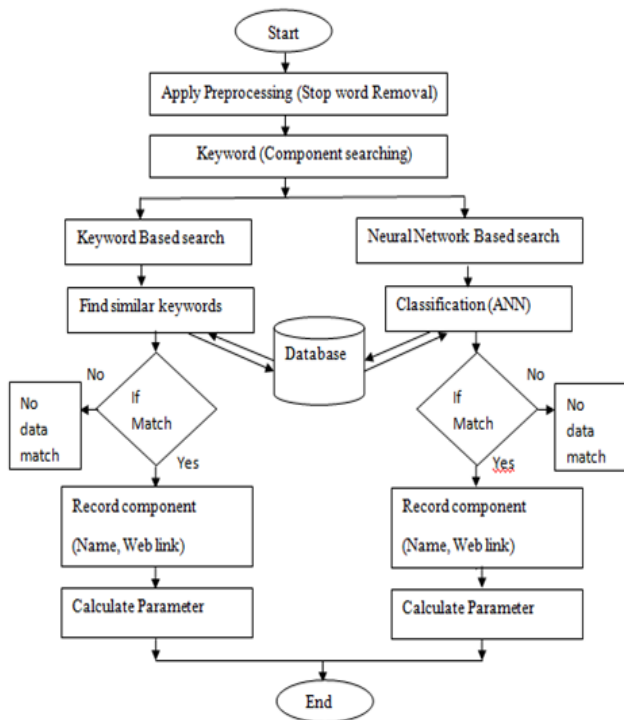 Start
Apply Preprocessing (Stop word Removal)
Keyword (Component searching)
Keyword Based search
Neural Network Based search
Find similar keywords
Classification (ANN)
Database
No
If
Match
No
data
match
Yes
No
If
Match
No
data
match
Yes
Record component
(Name, Web link)
Record component
(Name, Web link)
Calculate Parameter
Calculate Parameter
End